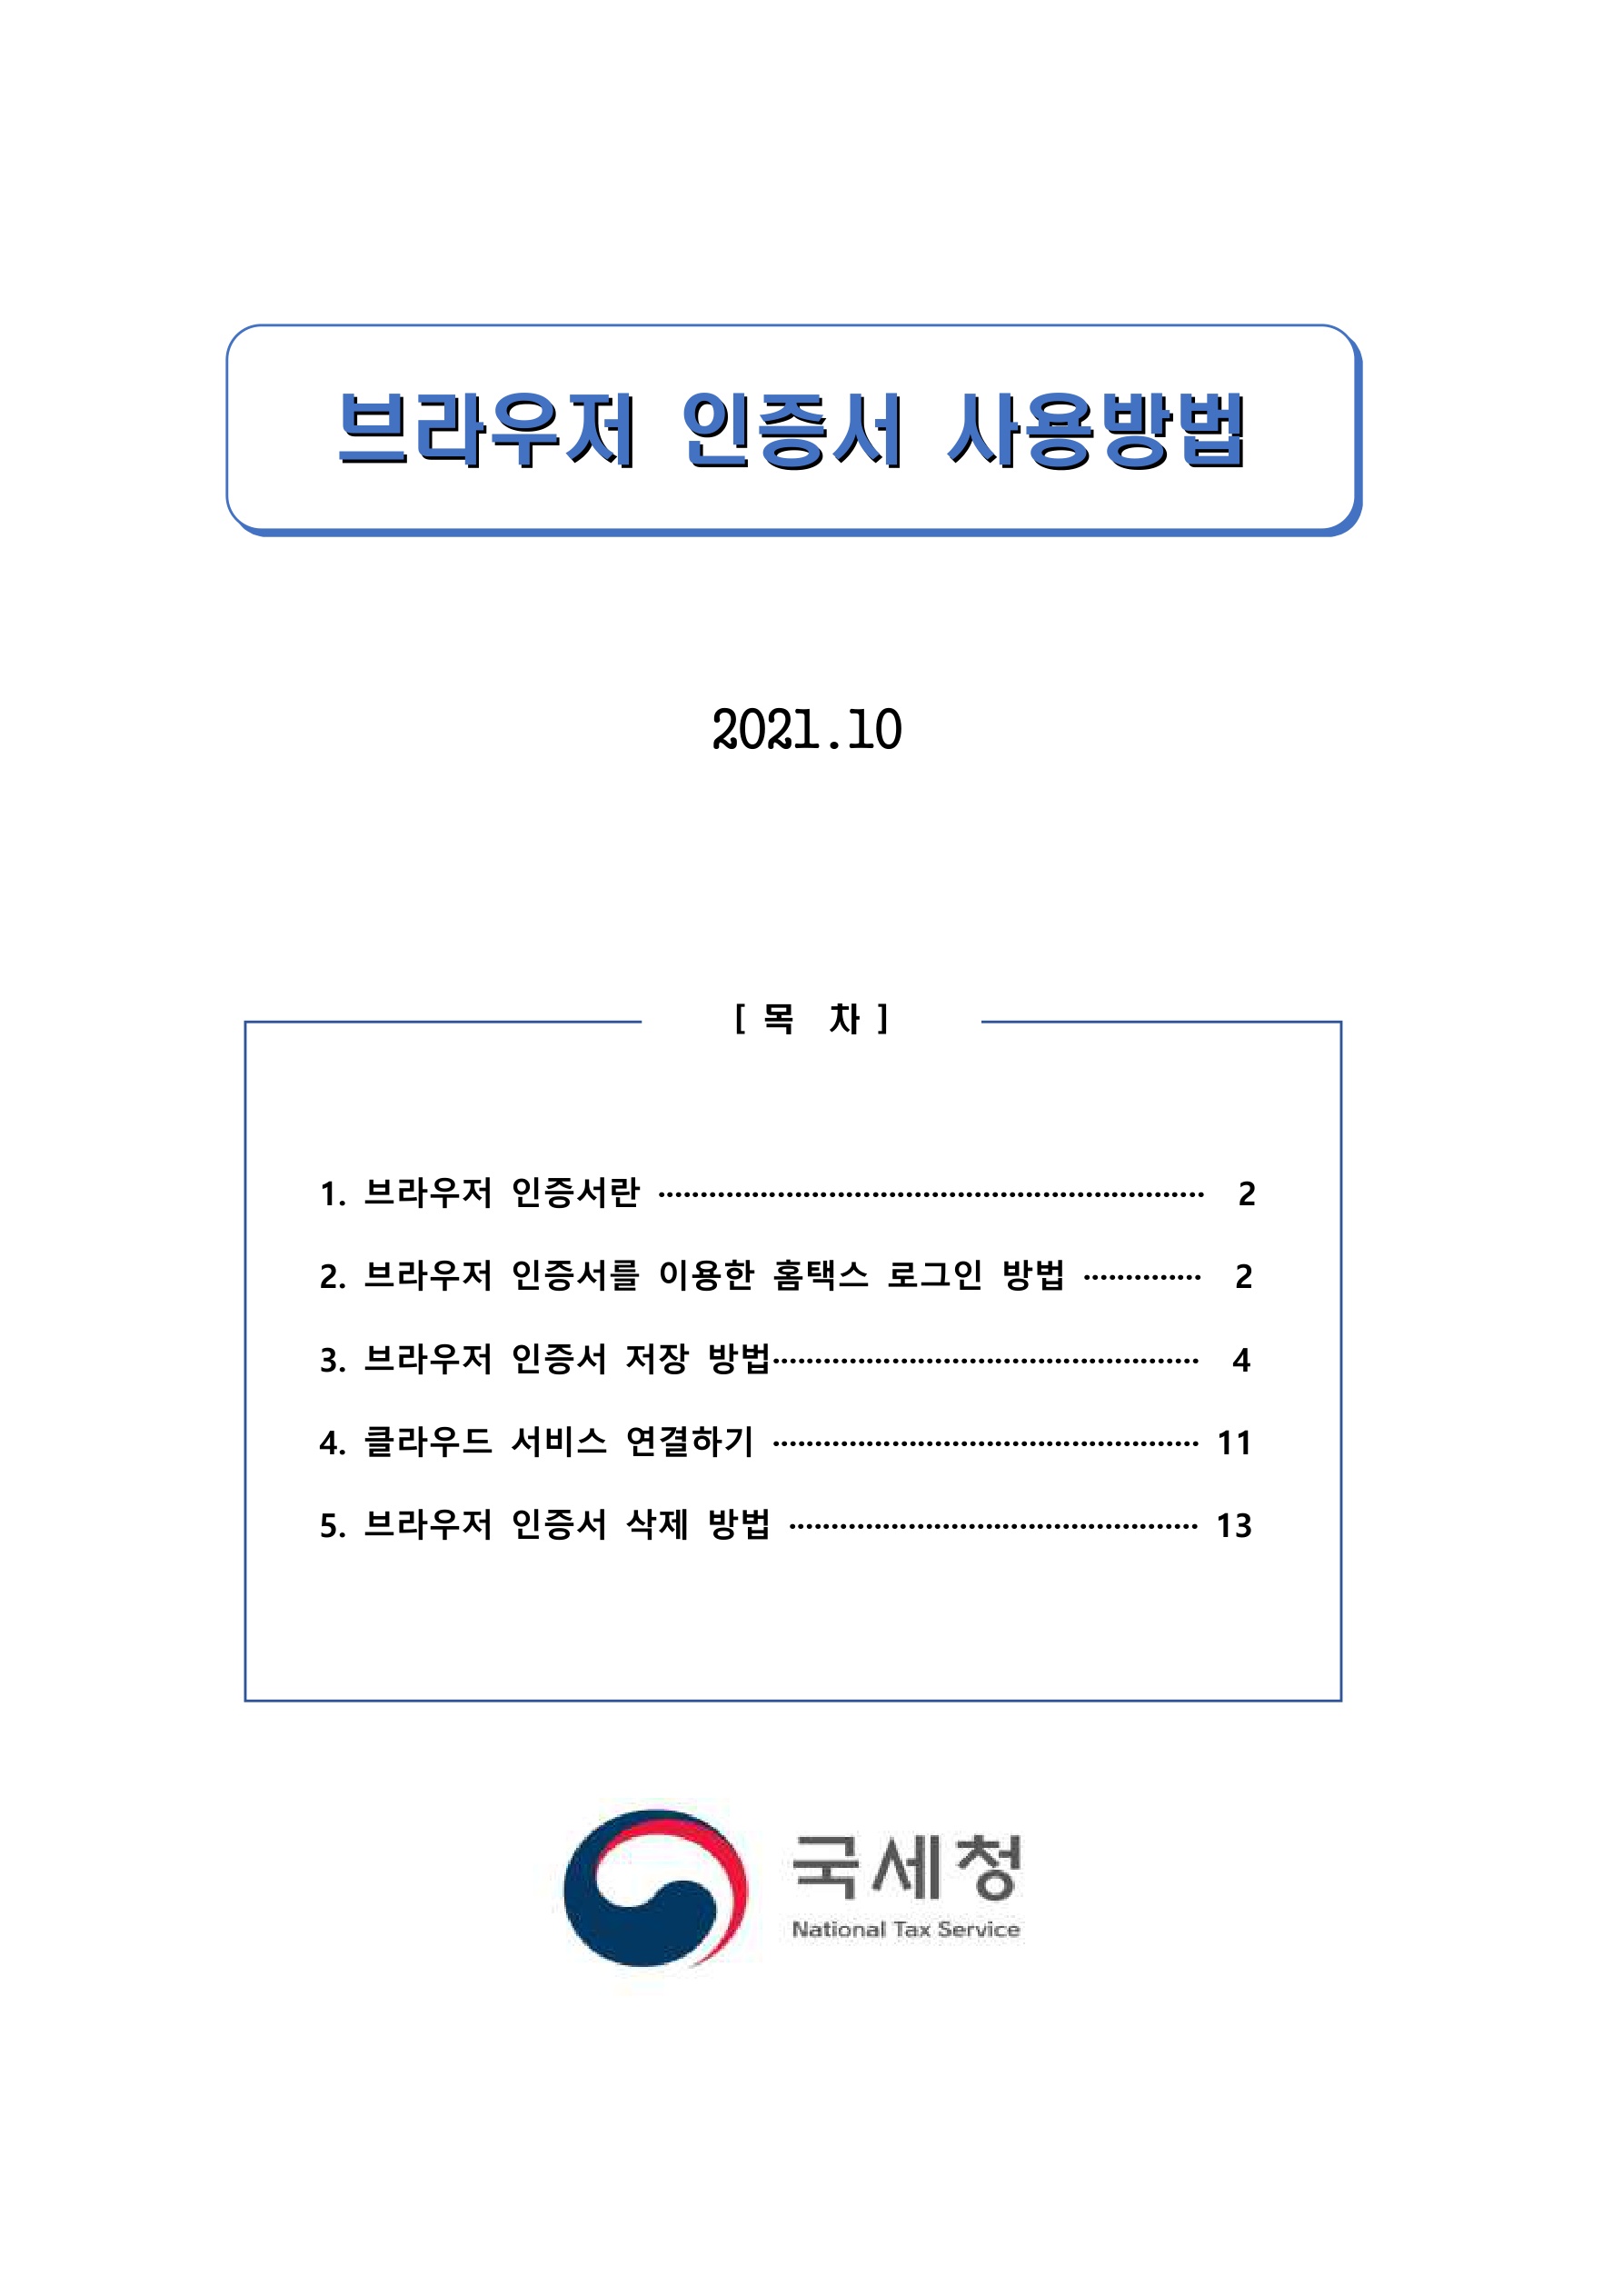 브라우저 인증서 사용방법
2021.10
[ 목 차 ]
1. 브라우저 인증서란 ································································ 2
2. 브라우저 인증서를 이용한 홈택스 로그인 방법 ·············· 2
3. 브라우저 인증서 저장 방법·················································· 4
4. 클라우드 서비스 연결하기 ·················································· 11
5. 브라우저 인증서 삭제 방법 ················································ 13
국세청
National Tax Service